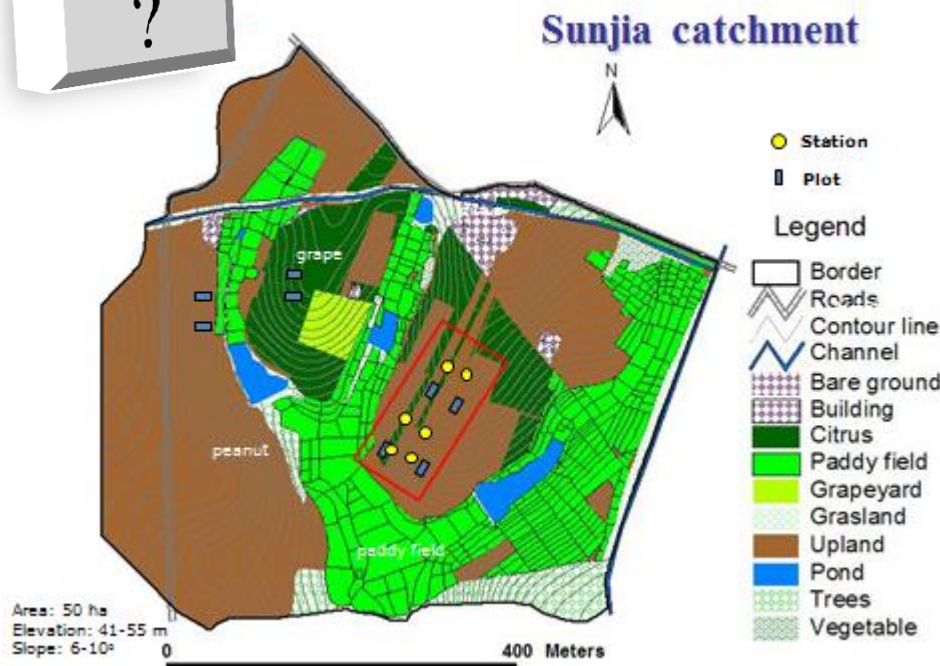 ?
Sunjia catchment
N
Station
Plot
Legend
Border
Roads
Contour line
Channel
Bare ground
Building
Citrus
Paddy field
Grapeyard
Grasland
Upland
Pond
Trees
Vegetable
grape
peanut
paddy field
Area: 50 ha
Elevation: 41-55 m
Slope: 6-10°
0 400 Meters